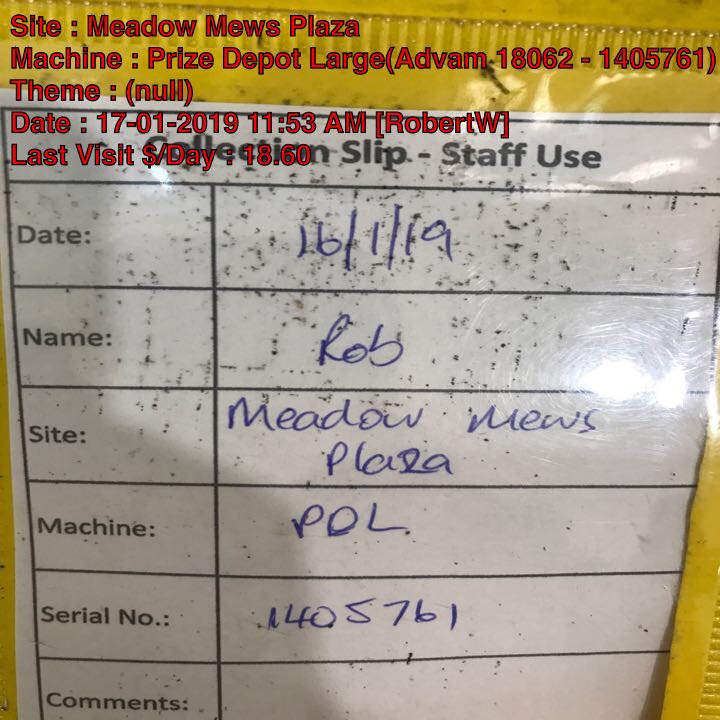 Site : Meadow Mews Plaza
Machine : Prize Depot Large(Advam 18062 - 1405761)
Theme : (null)
Date : 17-01-2019 11:53 AM [RobertW]
Last Visit $/Day : 18.60
Collection Slip - Staff Use
Date: 16/1/19
Name: Rob
Site: Meadow Mews
Plaza
Machine: PDL
Serial No.: 1405761
Comments: